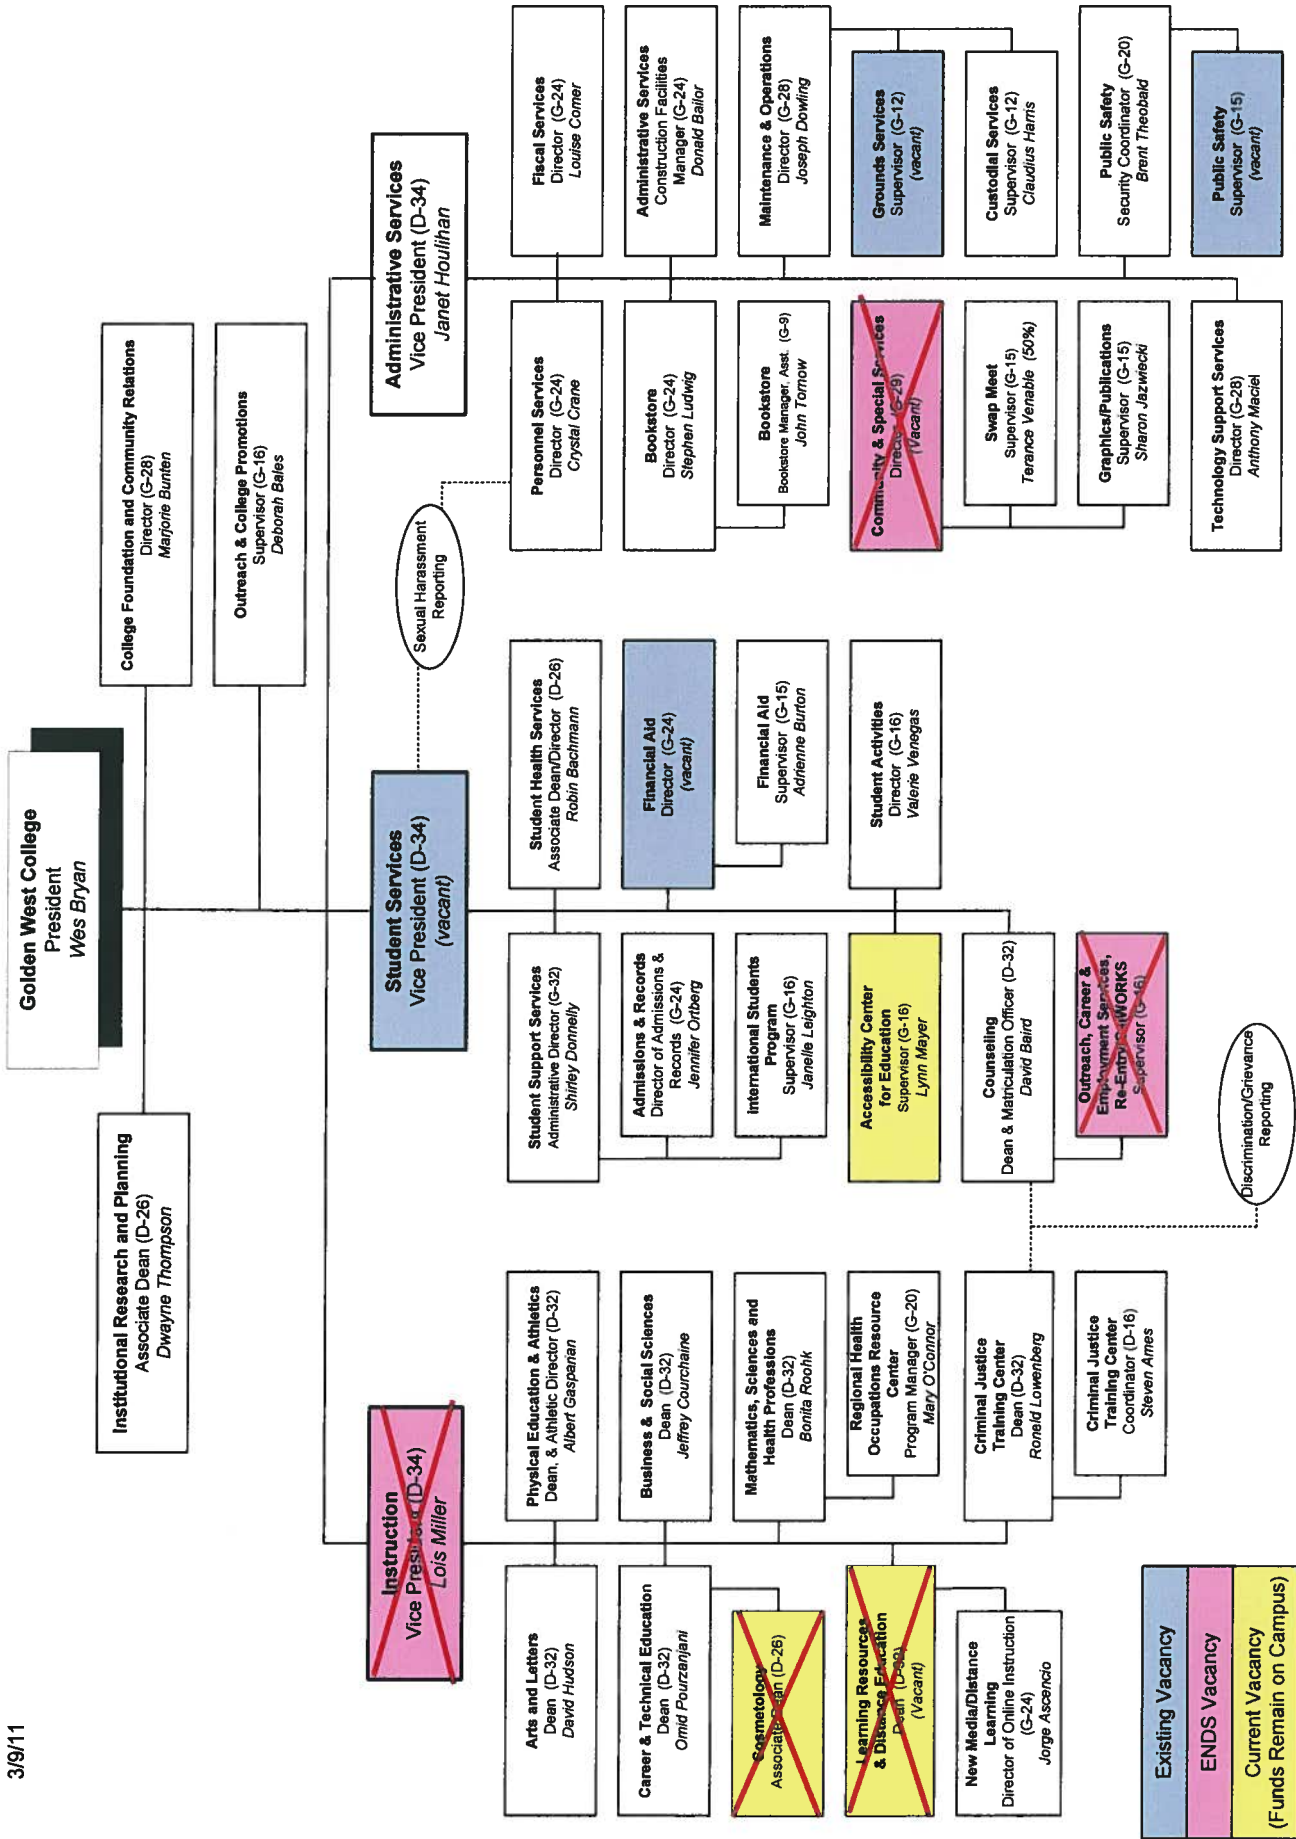 3/9/11
Golden West College
President
Wes Bryan
Institutional Research and Planning
Associate Dean (D-26)
Dwayne Thompson
College Foundation and Community Relations
Director (G-28)
Marjorie Bunten
Outreach & College Promotions
Supervisor (G-16)
Deborah Bales
Instruction
Vice President (D-34)
Lois Miller
Student Services
Vice President (D-34)
(vacant)
Administrative Services
Vice President (D-34)
Janet Houlihan
Sexual Harassment
Reporting
Arts and Letters
Dean (D-32)
David Hudson
Physical Education & Athletics
Dean, & Athletic Director (D-32)
Albert Gasparian
Career & Technical Education
Dean (D-32)
Omid Pourzanjani
Business & Social Sciences
Dean (D-32)
Jeffrey Courchaine
Cosmetology
Associate Dean (D-26)
Mathematics, Sciences and
Health Professions
Dean (D-32)
Bonita Roohk
Learning Resources
& Distance Education
Dean (D-32)
(Vacant)
Regional Health
Occupations Resource
Center
Program Manager (G-20)
Mary O'Connor
New Media/Distance
Learning
Director of Online Instruction
(G-24)
Jorge Ascencio
Criminal Justice
Training Center
Dean (D-32)
Ronald Lowenberg
Criminal Justice
Training Center
Coordinator (D-16)
Steven Ames
Student Support Services
Administrative Director (G-32)
Shirley Donnelly
Student Health Services
Associate Dean/Director (D-26)
Robin Bachmann
Admissions & Records
Director of Admissions &
Records (G-24)
Jennifer Ortberg
Financial Aid
Director (G-24)
(vacant)
International Students
Program
Supervisor (G-16)
Janelle Leighton
Financial Aid
Supervisor (G-15)
Adrienne Burton
Accessibility Center
for Education
Supervisor (G-16)
Lynn Mayer
Student Activities
Director (G-16)
Valerie Venegas
Counseling
Dean & Matriculation Officer (D-32)
David Baird
Outreach, Career &
Employment Services,
Re-Entry, CalWORKS
Supervisor (G-16)
Discrimination/Grievance
Reporting
Personnel Services
Director (G-24)
Crystal Crane
Fiscal Services
Director (G-24)
Louise Comer
Bookstore
Director (G-24)
Stephen Ludwig
Administrative Services
Construction Facilities
Manager (G-24)
Donald Bailor
Bookstore
Bookstore Manager, Asst. (G-9)
John Tornow
Maintenance & Operations
Director (G-28)
Joseph Dowling
Community & Special Services
Director (G-29)
(Vacant)
Grounds Services
Supervisor (G-12)
(vacant)
Swap Meet
Supervisor (G-15)
Terance Venable (50%)
Custodial Services
Supervisor (G-12)
Claudius Harris
Graphics/Publications
Supervisor (G-15)
Sharon Jazwiecki
Public Safety
Security Coordinator (G-20)
Brent Theobald
Technology Support Services
Director (G-28)
Anthony Maciel
Public Safety
Supervisor (G-15)
(vacant)
Existing Vacancy
ENDS Vacancy
Current Vacancy
(Funds Remain on Campus)